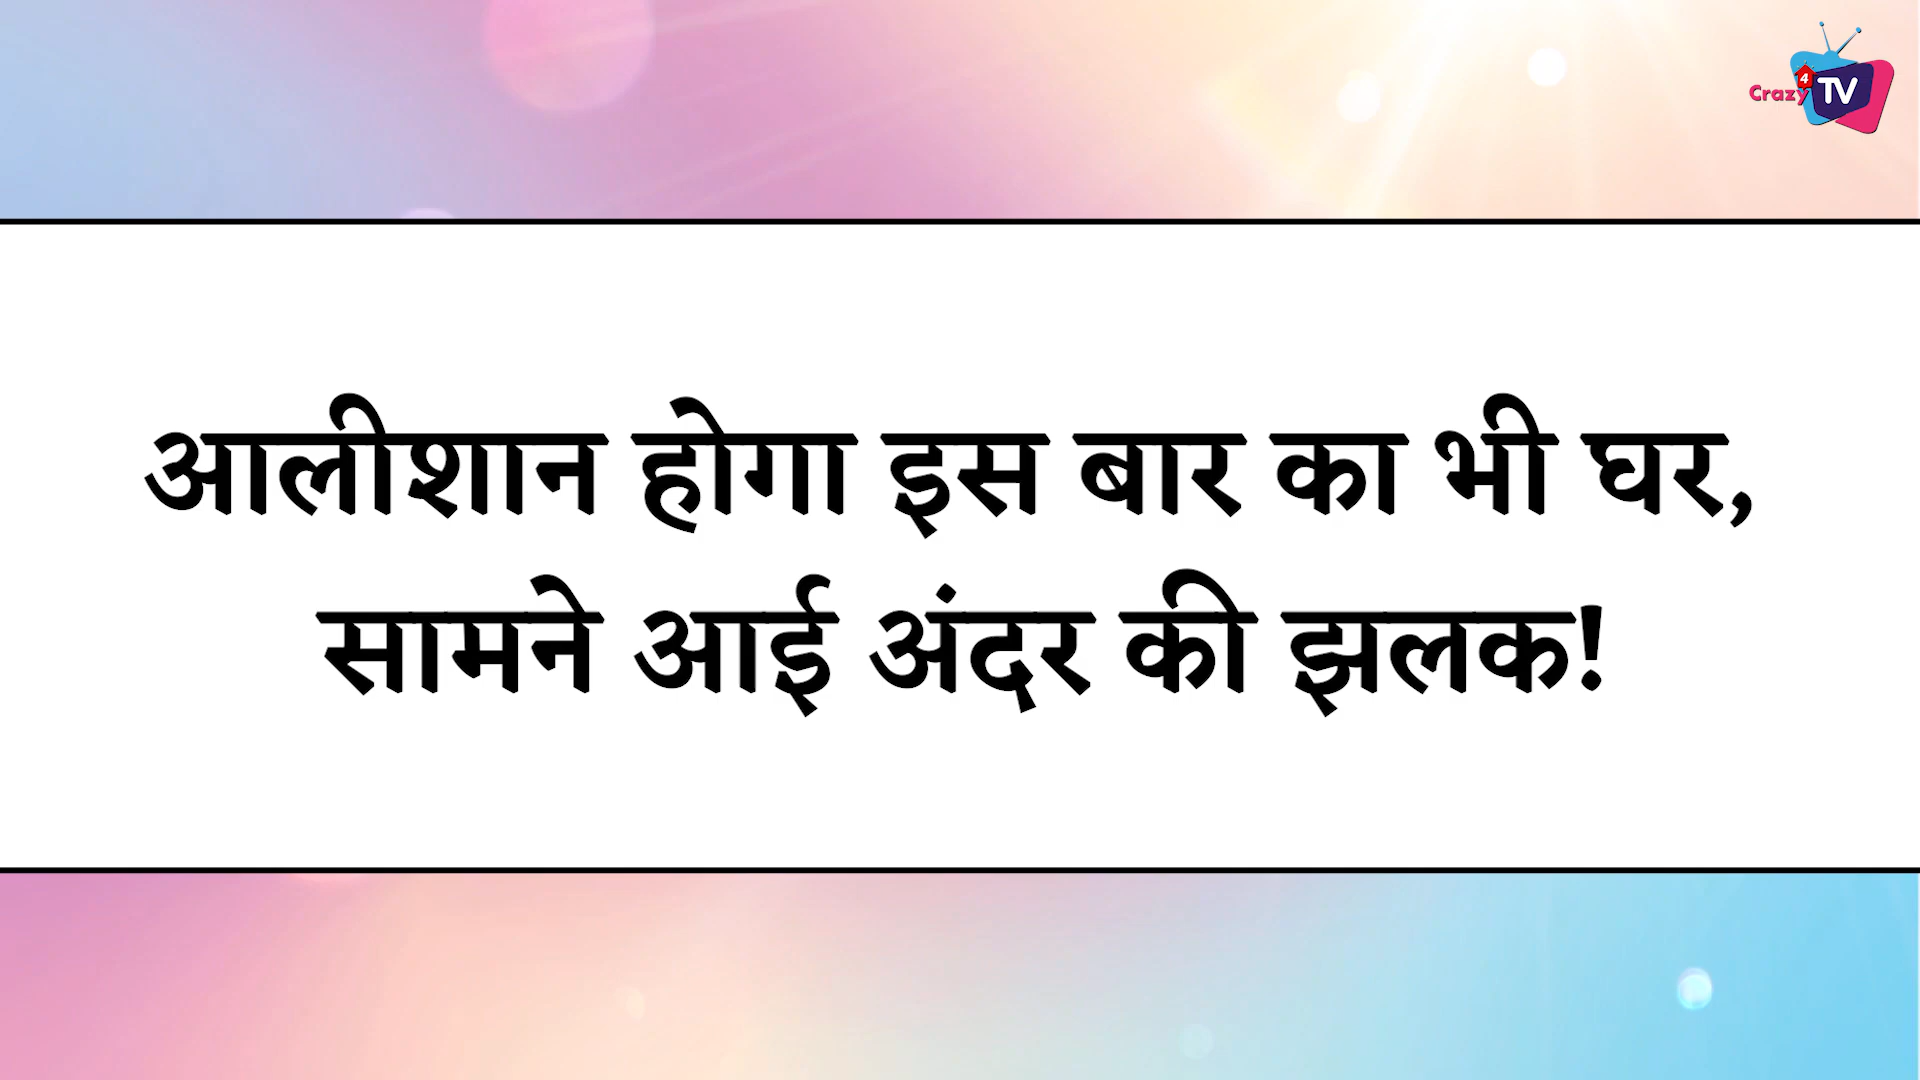 Crazy 4 TV
आलीशान होगा इस बार का भी घर,
सामने आई अंदर की झलक!